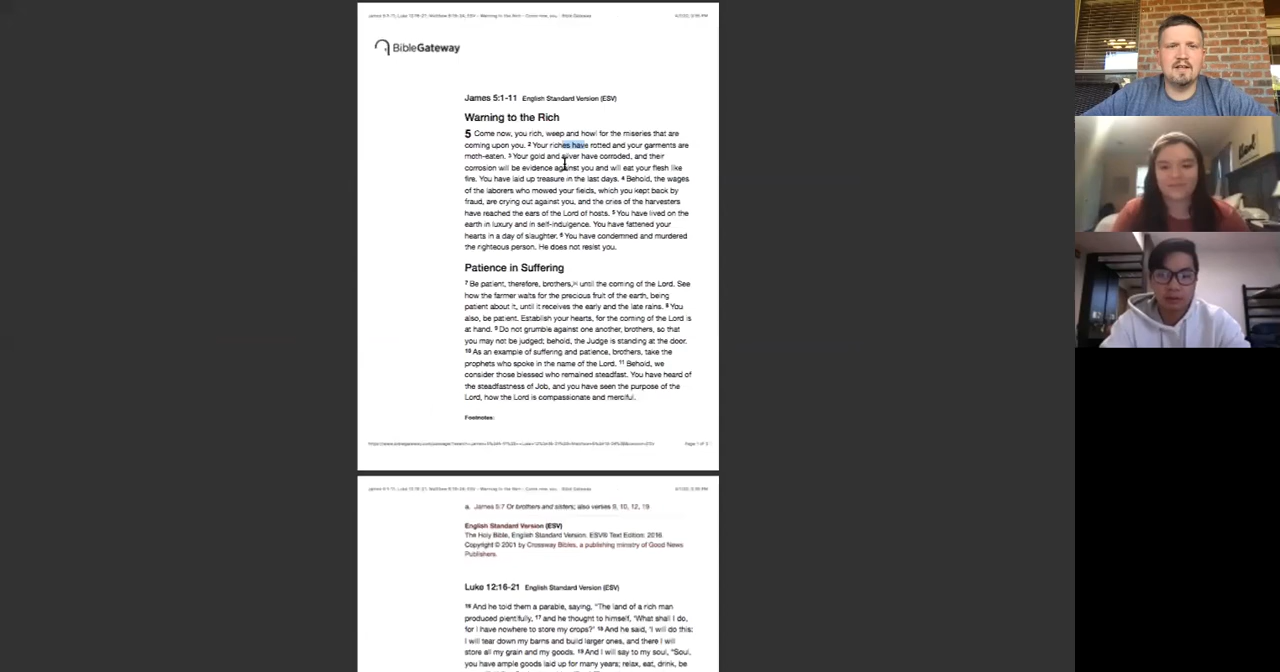 BibleGateway
James 5:1-11 English Standard Version (ESV)
Warning to the Rich
5 Come now, you rich, weep and howl for the miseries that are
coming upon you. 2 Your riches have rotted and your garments are
moth-eaten. 3 Your gold and silver have corroded, and their
corrosion will be evidence against you and will eat your flesh like
fire. You have laid up treasure in the last days. 4 Behold, the wages
of the laborers who mowed your fields, which you kept back by
fraud, are crying out against you, and the cries of the harvesters
have reached the ears of the Lord of hosts. 5 You have lived on the
earth in luxury and in self-indulgence. You have fattened your
hearts in a day of slaughter. 6 You have condemned and murdered
the righteous person. He does not resist you.
Patience in Suffering
7 Be patient, therefore, brothers,[a] until the coming of the Lord. See
how the farmer waits for the precious fruit of the earth, being
patient about it, until it receives the early and the late rains. 8 You
also, be patient. Establish your hearts, for the coming of the Lord is
at hand. 9 Do not grumble against one another, brothers, so that
you may not be judged; behold, the Judge is standing at the door.
10 As an example of suffering and patience, brothers, take the
prophets who spoke in the name of the Lord. 11 Behold, we
consider those blessed who remained steadfast. You have heard of
the steadfastness of Job, and you have seen the purpose of the
Lord, how the Lord is compassionate and merciful.
Footnotes:
Page 1 of 3
a. James 5:7 Or brothers and sisters; also verses 9, 10, 12, 19
English Standard Version (ESV)
The Holy Bible, English Standard Version. ESV® Text Edition: 2016.
Copyright © 2001 by Crossway Bibles, a publishing ministry of Good News
Publishers.
Luke 12:16-21 English Standard Version (ESV)
16 And he told them a parable, saying, "The land of a rich man
produced plentifully, 17 and he thought to himself, 'What shall I do,
for I have nowhere to store my crops?' 18 And he said, 'I will do this:
I will tear down my barns and build larger ones, and there I will
store all my grain and my goods. 19 And I will say to my soul, "Soul,
you have ample goods laid up for many years; relax, eat, drink, be